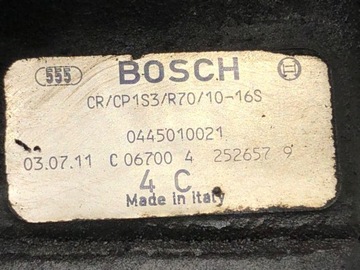 555 BOSCH
CR/CP1S3/R70/10-16S
0445010021
03.07.11 C 06700 4 252657 9
4 C
Made in italy